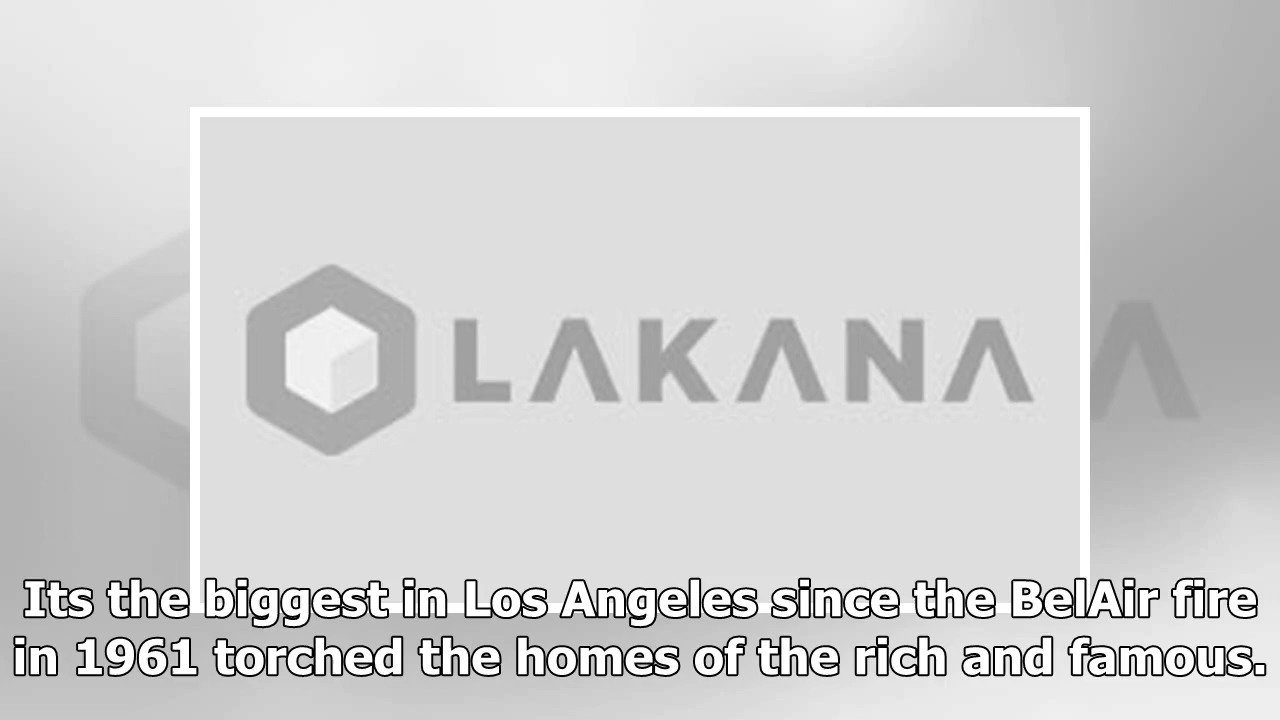 LAKANA
Its the biggest in Los Angeles since the BelAir fire
in 1961 torched the homes of the rich and famous.